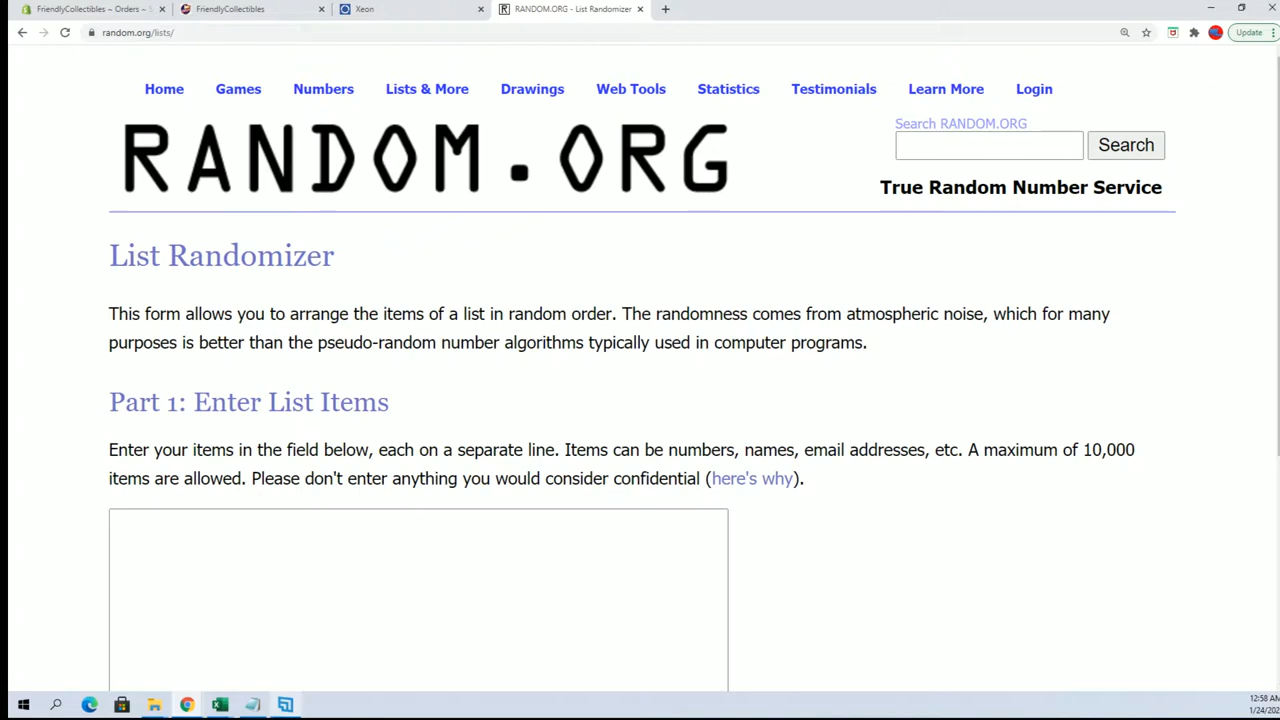 FriendlyCollectibles ~ Orders ~
FriendlyCollectibles
Xeon
RANDOM.ORG - List Randomizer
random.org/lists/
Update
Home Games Numbers Lists & More Drawings Web Tools Statistics Testimonials Learn More Login
RANDOM.ORG
Search RANDOM.ORG
Search
True Random Number Service
List Randomizer
This form allows you to arrange the items of a list in random order. The randomness comes from atmospheric noise, which for many
purposes is better than the pseudo-random number algorithms typically used in computer programs.
Part 1: Enter List Items
Enter your items in the field below, each on a separate line. Items can be numbers, names, email addresses, etc. A maximum of 10,000
items are allowed. Please don't enter anything you would consider confidential (here's why).
12:58 AM
1/24/202